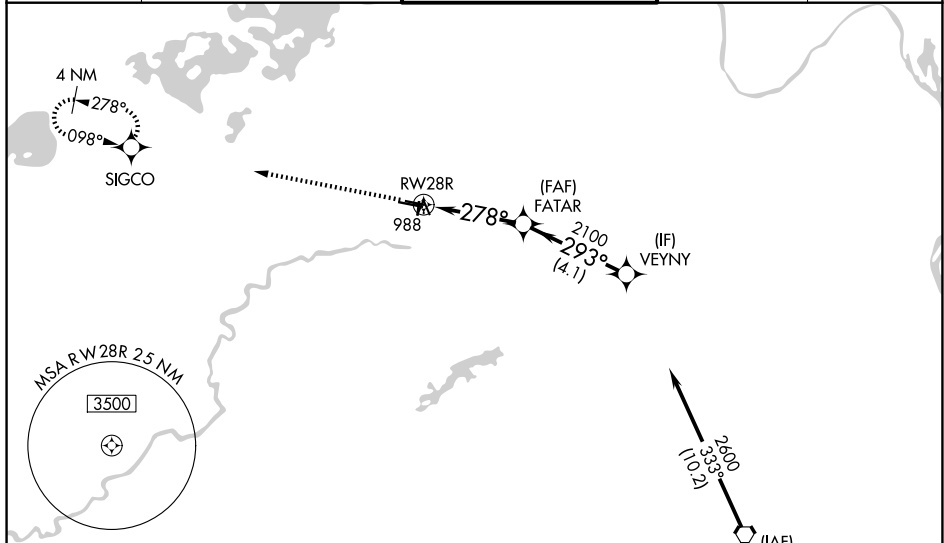 4 NM
278°
098°
SIGCO
RW28R
988
278°
(FAF)
FATAR
2100
293°
(4.1)
(IF)
VEYNY
MSA RW28R 25 NM
3500
2600
333°
(10.2)
(IAF)